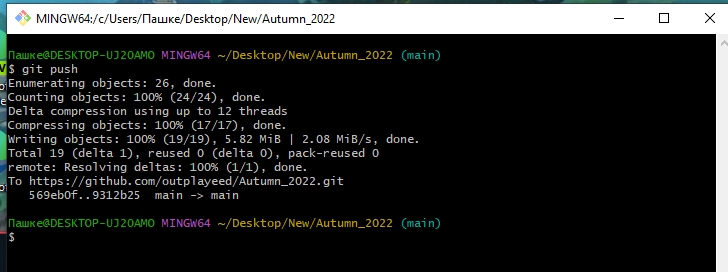 MINGW64:/c/Users/Пашке/Desktop/New/Autumn_2022
Пашке@DESKTOP-UJ2OAMO MINGW64 ~/Desktop/New/Autumn_2022 (main)
$ git push
Enumerating objects: 26, done.
Counting objects: 100% (24/24), done.
Delta compression using up to 12 threads
Compressing objects: 100% (17/17), done.
Writing objects: 100% (19/19), 5.82 MiB | 2.08 MiB/s, done.
Total 19 (delta 1), reused 0 (delta 0), pack-reused 0
remote: Resolving deltas: 100% (1/1), done.
To https://github.com/outplayeed/Autumn_2022.git
   569eb0f..9312b25  main -> main
Пашке@DESKTOP-UJ2OAMO MINGW64 ~/Desktop/New/Autumn_2022 (main)
$